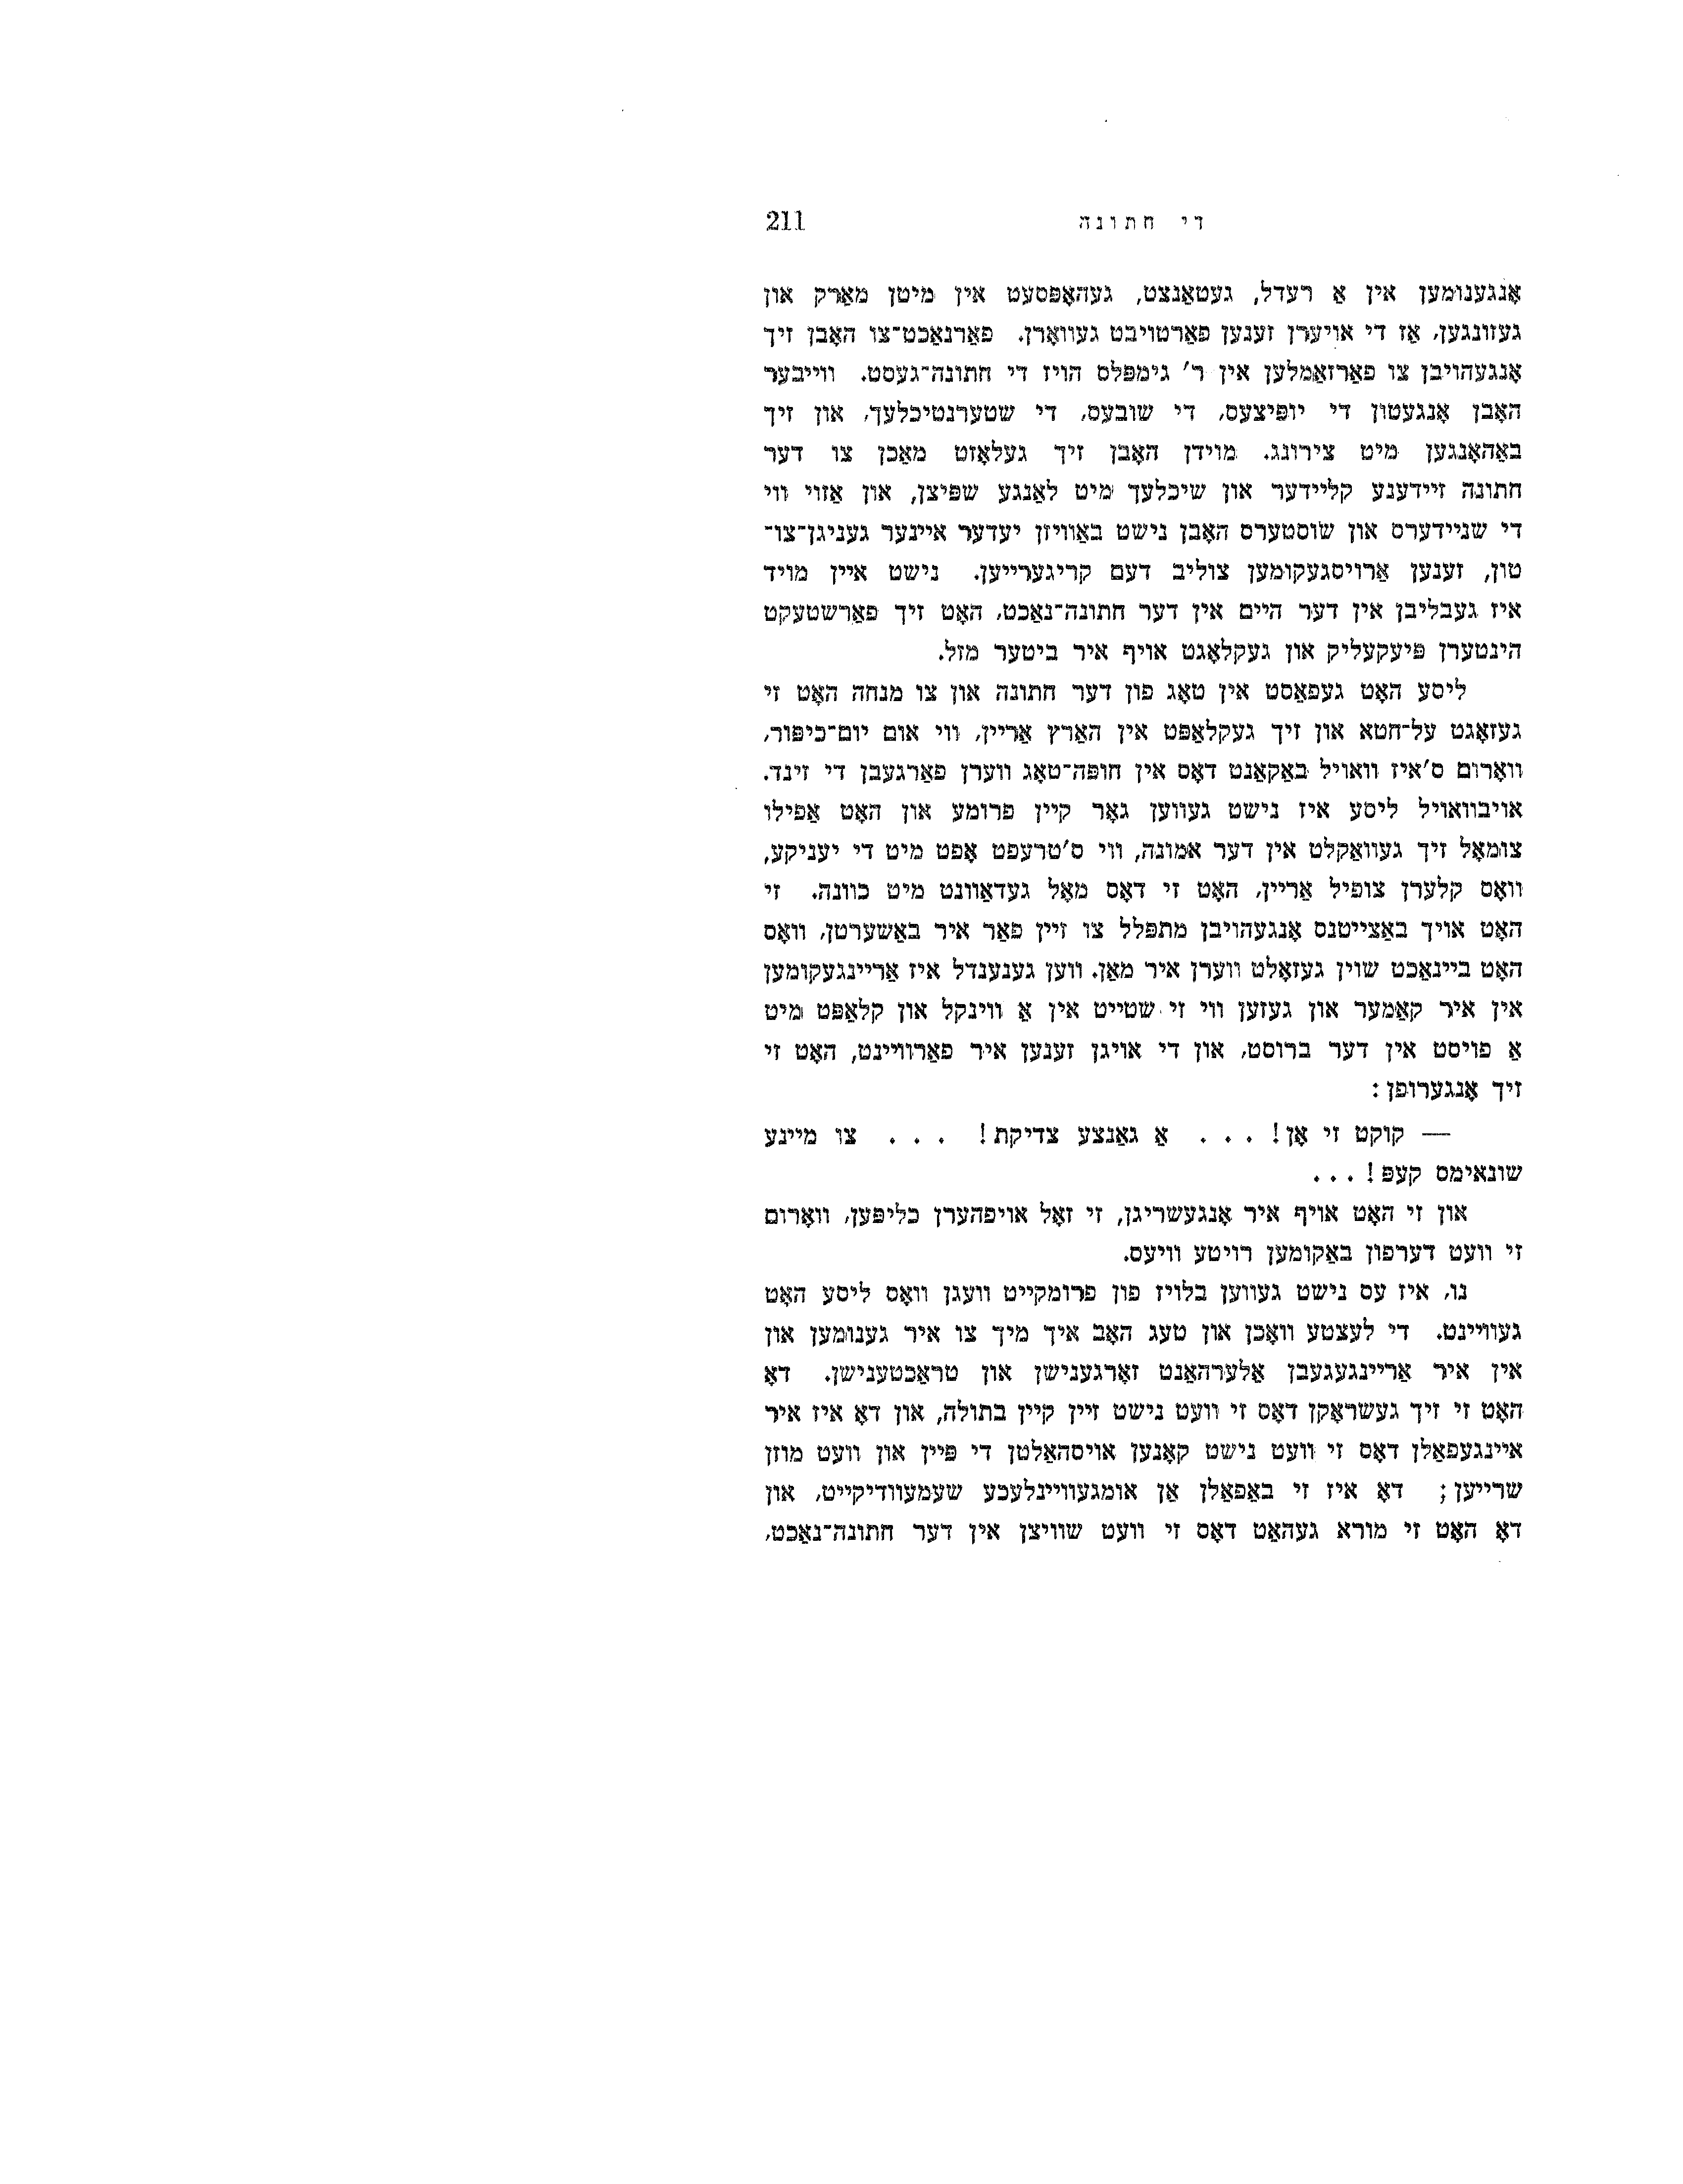 די חתונה 211
אָנגענומען אין אַ רעדל, געטאַנצט, געהאָפּסעט אין מיטן מאַרק און
געזונגען, אַז די אויערן זענען פאַרטויבט געוואָרן. פאַרנאַכט־צו האָבן זיך
אָנגעהויבן צו פאַרזאַמלען אין ר' גימפּלס הויז די חתונה־געסט. ווייבער
האָבן אָנגעטון די יופּיצעס, די שובעס, די שטערנטיכלעך, און זיך
באַהאָנגען מיט צירונג. מוידן האָבן זיך געלאָזט מאַכן צו דער
חתונה זיידענע קליידער און שיכלעך מיט לאַנגע שפּיצן, און אַזוי ווי
די שניידערס און שוסטערס האָבן נישט באַוויזן יעדער איינער געניגן־צו־
טון, זענען אַרויסגעקומען צוליב דעם קריגערייען. נישט איין מויד
איז געבליבן אין דער היים אין דער חתונה־נאַכט, האָט זיך פאַרשטעקט
הינטערן פּיעקעליק און געקלאָגט אויף איר ביטער מזל.
ליסע האָט געפאַסט אין טאָג פון דער חתונה און צו מנחה האָט זי
געזאָגט על־חטא און זיך געקלאַפּט אין האַרץ אַריין, ווי אום יום־כיפּור,
וואָרום ס'איז וואויל באַקאַנט דאָס אין חופּה־טאָג ווערן פאַרגעבן די זינד.
אויבוואויל ליסע איז נישט געווען גאָר קיין פרומע און האָט אַפילו
צומאָל זיך געוואַקלט אין דער אמונה, ווי ס'טרעפט אָפט מיט די יעניקע,
וואָס קלערן צופיל אַריין, האָט זי דאָס מאָל געדאַוונט מיט כוונה. זי
האָט אויך באַצייטנס אָנגעהויבן מתפּלל צו זיין פאַר איר באַשערטן, וואָס
האָט ביינאַכט שוין געזאָלט ווערן איר מאַן. ווען גענענדל איז אַריינגעקומען
אין איר קאַמער און געזען ווי זי שטייט אין אַ ווינקל און קלאַפּט מיט
אַ פויסט אין דער ברוסט, און די אויגן זענען איר פאַרוויינט, האָט זי
זיך אָנגערופן:
— קוקט זי אָן! . . . אַ גאַנצע צדיקת! . . . צו מיינע
שונאימס קעפּ! . . .
און זי האָט אויף איר אָנגעשריגן, זי זאָל אויפהערן כליפּען, וואָרום
זי וועט דערפון באַקומען רויטע וויעס.
נו, איז עס נישט געווען בלויז פון פרומקייט וועגן וואָס ליסע האָט
געוויינט. די לעצטע וואָכן און טעג האָב איך מיך צו איר גענומען און
אין איר אַריינגעגעבן אַלערהאַנט זאָרגענישן און טראַכטענישן. דאָ
האָט זי זיך געשראָקן דאָס זי וועט נישט זיין קיין בתולה, און דאָ איז איר
איינגעפאַלן דאָס זי וועט נישט קאָנען אויסהאַלטן די פּיין און וועט מוזן
שרייען; דאָ איז זי באַפאַלן אַן אומגעוויינלעכע שעמעוודיקייט, און
דאָ האָט זי מורא געהאַט דאָס זי וועט שוויצן אין דער חתונה־נאַכט,